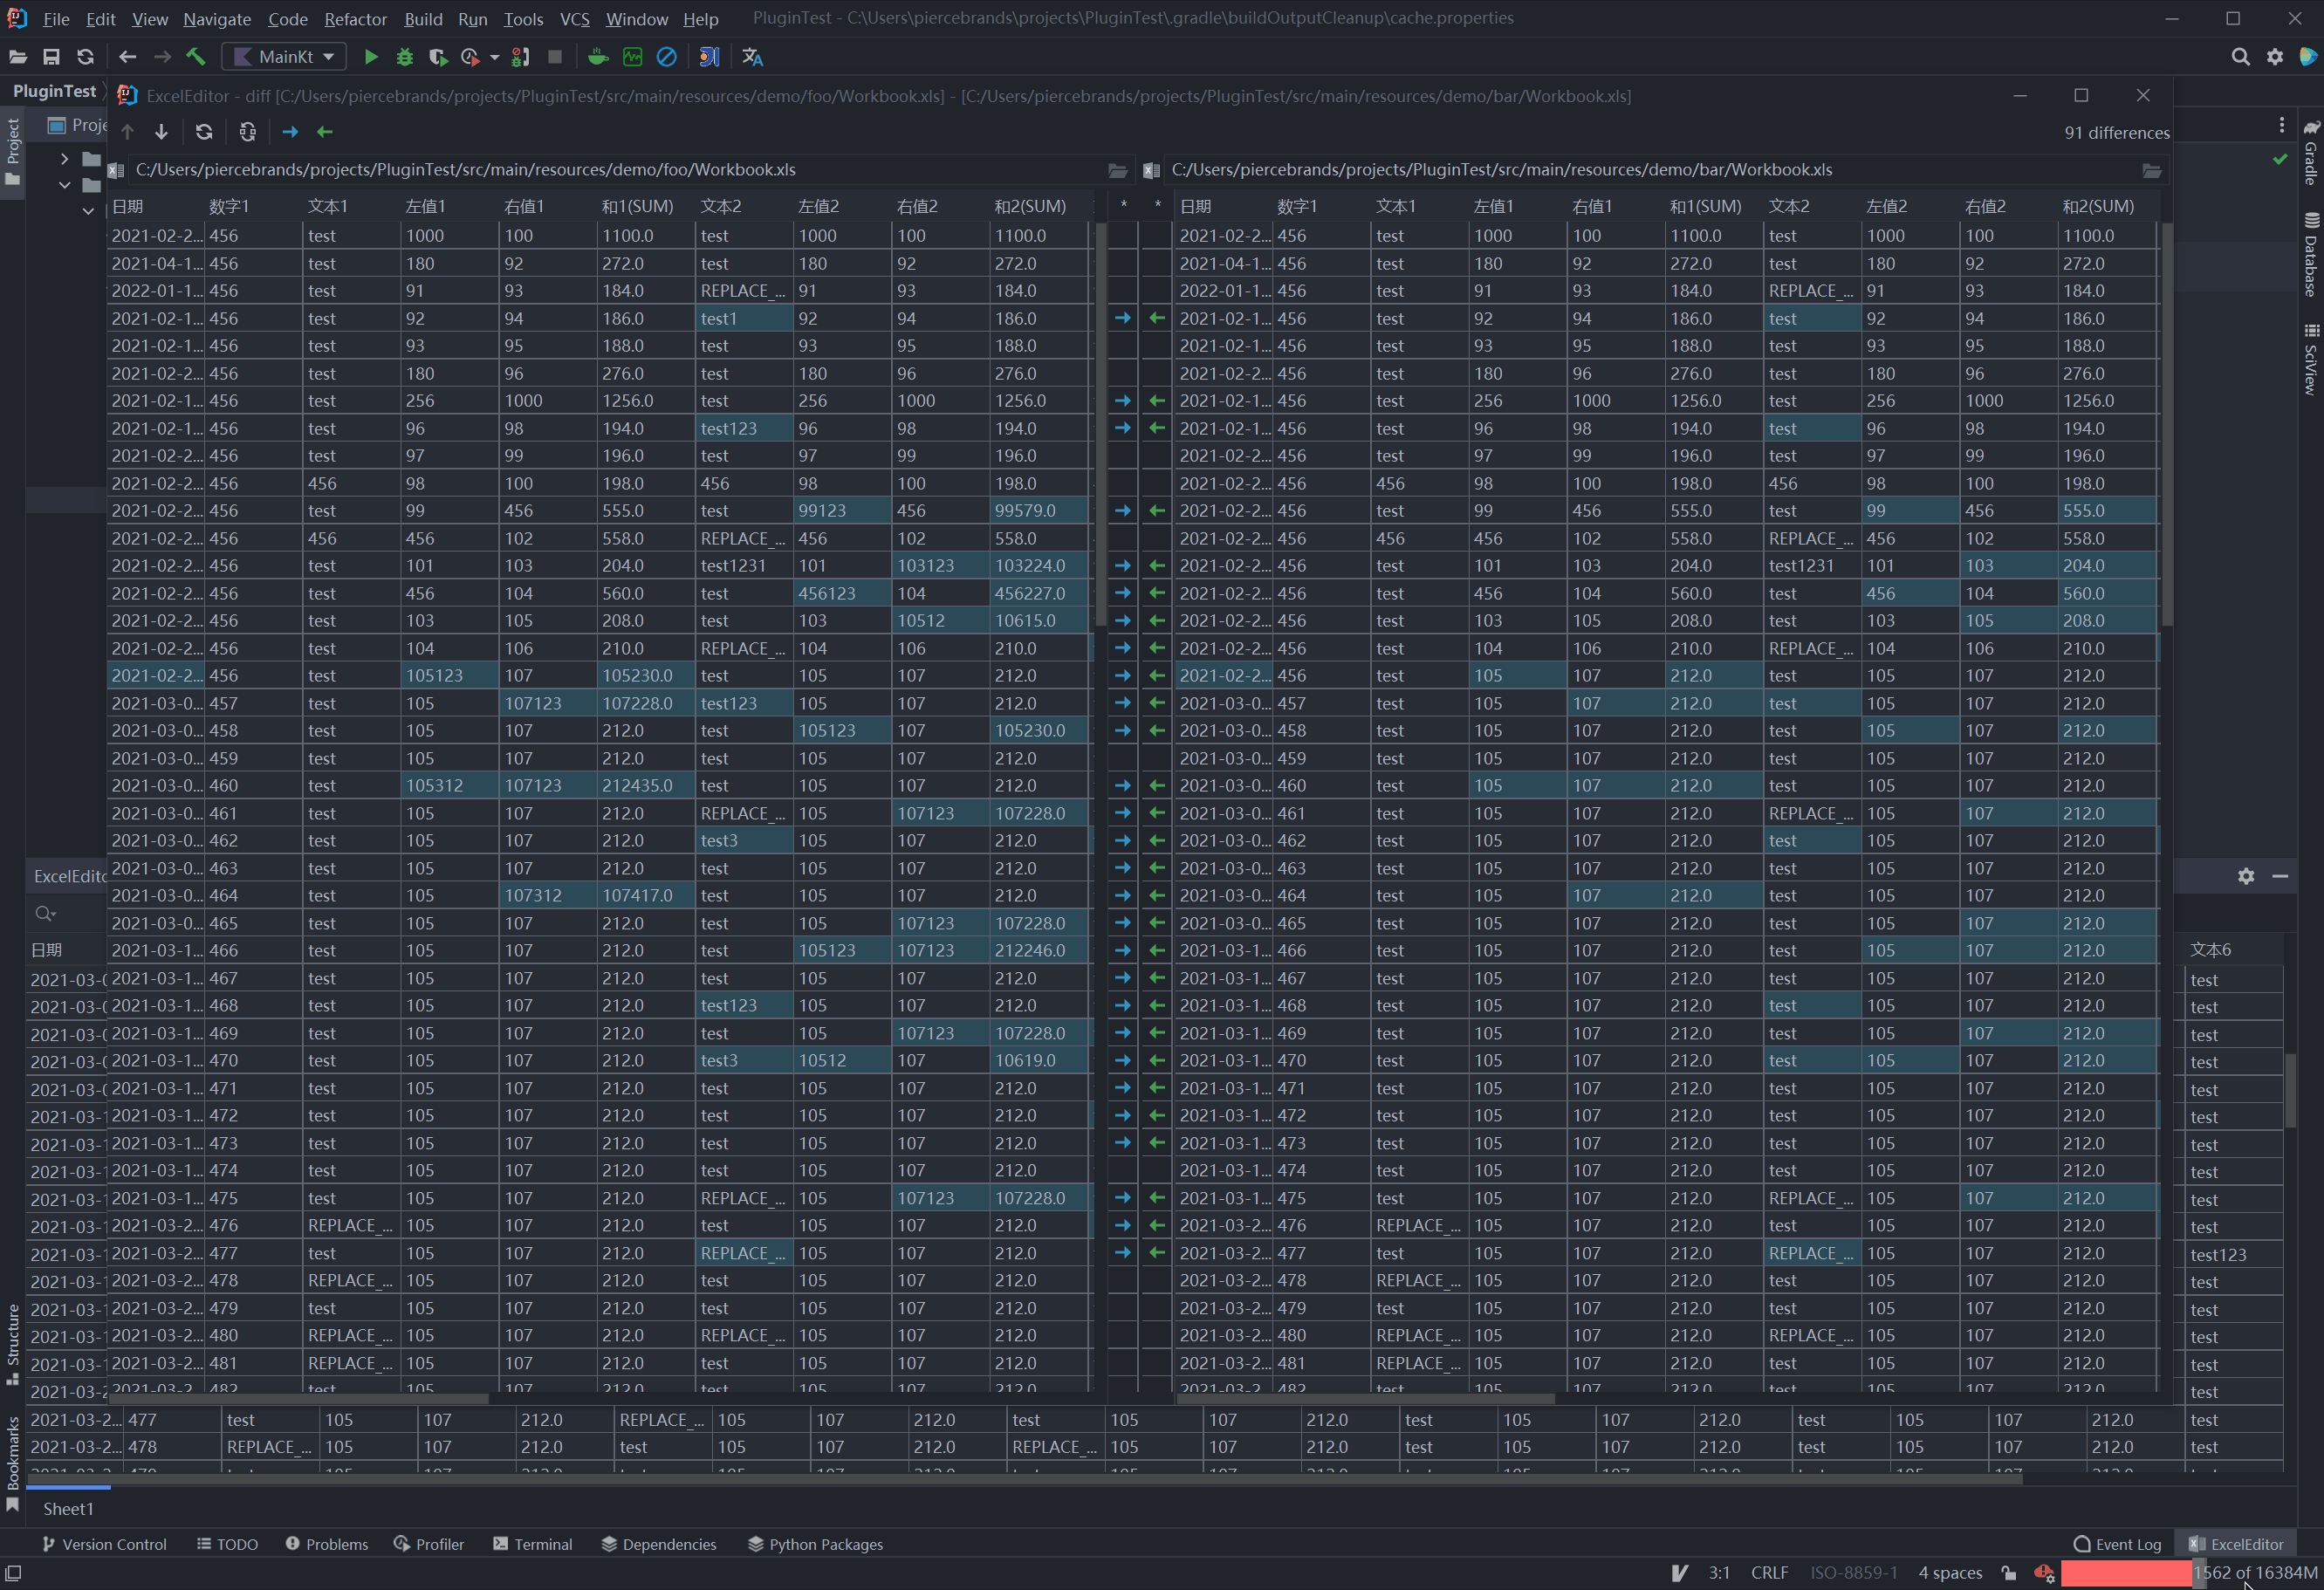 File Edit View Navigate Code Refactor Build Run Tools VCS Window Help PluginTest - C:\Users\piercebrands\projects\PluginTest\.gradle\buildOutputCleanup\cache.properties
MainKt
PluginTest
ExcelEditor - diff [C:/Users/piercebrands/projects/PluginTest/src/main/resources/demo/foo/Workbook.xls] - [C:/Users/piercebrands/projects/PluginTest/src/main/resources/demo/bar/Workbook.xls]
Project
Proje
91 differences
Gradle
Database
SciView
C:/Users/piercebrands/projects/PluginTest/src/main/resources/demo/foo/Workbook.xls C:/Users/piercebrands/projects/PluginTest/src/main/resources/demo/bar/Workbook.xls
日期 数字1 文本1 左值1 右值1 和1(SUM) 文本2 左值2 右值2 和2(SUM) * * 日期 数字1 文本1 左值1 右值1 和1(SUM) 文本2 左值2 右值2 和2(SUM)
2021-02-2... 456 test 1000 100 1100.0 test 1000 100 1100.0 2021-02-2... 456 test 1000 100 1100.0 test 1000 100 1100.0
2021-04-1... 456 test 180 92 272.0 test 180 92 272.0 2021-04-1... 456 test 180 92 272.0 test 180 92 272.0
2022-01-1... 456 test 91 93 184.0 REPLACE_... 91 93 184.0 2022-01-1... 456 test 91 93 184.0 REPLACE_... 91 93 184.0
2021-02-1... 456 test 92 94 186.0 test1 92 94 186.0 2021-02-1... 456 test 92 94 186.0 test 92 94 186.0
2021-02-1... 456 test 93 95 188.0 test 93 95 188.0 2021-02-1... 456 test 93 95 188.0 test 93 95 188.0
2021-02-2... 456 test 180 96 276.0 test 180 96 276.0 2021-02-2... 456 test 180 96 276.0 test 180 96 276.0
2021-02-1... 456 test 256 1000 1256.0 test 256 1000 1256.0 2021-02-1... 456 test 256 1000 1256.0 test 256 1000 1256.0
2021-02-1... 456 test 96 98 194.0 test123 96 98 194.0 2021-02-1... 456 test 96 98 194.0 test 96 98 194.0
2021-02-2... 456 test 97 99 196.0 test 97 99 196.0 2021-02-2... 456 test 97 99 196.0 test 97 99 196.0
2021-02-2... 456 456 98 100 198.0 456 98 100 198.0 2021-02-2... 456 456 98 100 198.0 456 98 100 198.0
2021-02-2... 456 test 99 456 555.0 test 99123 456 99579.0 2021-02-2... 456 test 99 456 555.0 test 99 456 555.0
2021-02-2... 456 456 456 102 558.0 REPLACE_... 456 102 558.0 2021-02-2... 456 456 456 102 558.0 REPLACE_... 456 102 558.0
2021-02-2... 456 test 101 103 204.0 test1231 101 103123 103224.0 2021-02-2... 456 test 101 103 204.0 test1231 101 103 204.0
2021-02-2... 456 test 456 104 560.0 test 456123 104 456227.0 2021-02-2... 456 test 456 104 560.0 test 456 104 560.0
2021-02-2... 456 test 103 105 208.0 test 103 10512 10615.0 2021-02-2... 456 test 103 105 208.0 test 103 105 208.0
2021-02-2... 456 test 104 106 210.0 REPLACE_... 104 106 210.0 2021-02-2... 456 test 104 106 210.0 REPLACE_... 104 106 210.0
2021-02-2... 456 test 105123 107 105230.0 test 105 107 212.0 2021-02-2... 456 test 105 107 212.0 test 105 107 212.0
2021-03-0... 457 test 105 107123 107228.0 test123 105 107 212.0 2021-03-0... 457 test 105 107 212.0 test 105 107 212.0
2021-03-0... 458 test 105 107 212.0 test 105123 107 105230.0 2021-03-0... 458 test 105 107 212.0 test 105 107 212.0
2021-03-0... 459 test 105 107 212.0 test 105 107 212.0 2021-03-0... 459 test 105 107 212.0 test 105 107 212.0
2021-03-0... 460 test 105312 107123 212435.0 test 105 107 212.0 2021-03-0... 460 test 105 107 212.0 test 105 107 212.0
2021-03-0... 461 test 105 107 212.0 REPLACE_... 105 107123 107228.0 2021-03-0... 461 test 105 107 212.0 REPLACE_... 105 107 212.0
2021-03-0... 462 test 105 107 212.0 test3 105 107 212.0 2021-03-0... 462 test 105 107 212.0 test 105 107 212.0
2021-03-0... 463 test 105 107 212.0 test 105 107 212.0 2021-03-0... 463 test 105 107 212.0 test 105 107 212.0
2021-03-0... 464 test 105 107312 107417.0 test 105 107 212.0 2021-03-0... 464 test 105 107 212.0 test 105 107 212.0
2021-03-0... 465 test 105 107 212.0 test 105 107123 107228.0 2021-03-0... 465 test 105 107 212.0 test 105 107 212.0
2021-03-1... 466 test 105 107 212.0 test 105123 107123 212246.0 2021-03-1... 466 test 105 107 212.0 test 105 107 212.0
2021-03-1... 467 test 105 107 212.0 test 105 107 212.0 2021-03-1... 467 test 105 107 212.0 test 105 107 212.0
2021-03-1... 468 test 105 107 212.0 test123 105 107 212.0 2021-03-1... 468 test 105 107 212.0 test 105 107 212.0
2021-03-1... 469 test 105 107 212.0 test 105 107123 107228.0 2021-03-1... 469 test 105 107 212.0 test 105 107 212.0
2021-03-1... 470 test 105 107 212.0 test3 10512 107 10619.0 2021-03-1... 470 test 105 107 212.0 test 105 107 212.0
2021-03-1... 471 test 105 107 212.0 test 105 107 212.0 2021-03-1... 471 test 105 107 212.0 test 105 107 212.0
2021-03-1... 472 test 105 107 212.0 test 105 107 212.0 2021-03-1... 472 test 105 107 212.0 test 105 107 212.0
2021-03-1... 473 test 105 107 212.0 test 105 107 212.0 2021-03-1... 473 test 105 107 212.0 test 105 107 212.0
2021-03-1... 474 test 105 107 212.0 test 105 107 212.0 2021-03-1... 474 test 105 107 212.0 test 105 107 212.0
2021-03-1... 475 test 105 107 212.0 REPLACE_... 105 107123 107228.0 2021-03-1... 475 test 105 107 212.0 REPLACE_... 105 107 212.0
2021-03-2... 476 REPLACE_... 105 107 212.0 test 105 107 212.0 2021-03-2... 476 REPLACE_... 105 107 212.0 test 105 107 212.0
2021-03-2... 477 test 105 107 212.0 REPLACE_... 105 107 212.0 2021-03-2... 477 test 105 107 212.0 REPLACE_... 105 107 212.0
2021-03-2... 478 REPLACE_... 105 107 212.0 test 105 107 212.0 2021-03-2... 478 REPLACE_... 105 107 212.0 test 105 107 212.0
2021-03-2... 479 test 105 107 212.0 test 105 107 212.0 2021-03-2... 479 test 105 107 212.0 test 105 107 212.0
2021-03-2... 480 REPLACE_... 105 107 212.0 REPLACE_... 105 107 212.0 2021-03-2... 480 REPLACE_... 105 107 212.0 REPLACE_... 105 107 212.0
2021-03-2... 481 REPLACE_... 105 107 212.0 test 105 107 212.0 2021-03-2... 481 REPLACE_... 105 107 212.0 test 105 107 212.0
ExcelEdito
日期 文本6
2021-03-0 test
2021-03-0 test
2021-03-0 test
2021-03-0 test
2021-03-0 test
2021-03-1 test
2021-03-1 test
2021-03-1 test
2021-03-1 test
2021-03-1 test
2021-03-1 test123
2021-03-1 test
2021-03-1 test
2021-03-1 test
2021-03-1 test
2021-03-2 test
2021-03-2... 477 test 105 107 212.0 REPLACE_... 105 107 212.0 test 105 107 212.0 test 105 107 212.0 test 105 107 212.0 test
2021-03-2... 478 REPLACE_... 105 107 212.0 test 105 107 212.0 REPLACE_... 105 107 212.0 test 105 107 212.0 test 105 107 212.0 test
Structure
Bookmarks
Sheet1
Version Control TODO Problems Profiler Terminal Dependencies Python Packages Event Log ExcelEditor
3:1 CRLF ISO-8859-1 4 spaces 1562 of 16384M